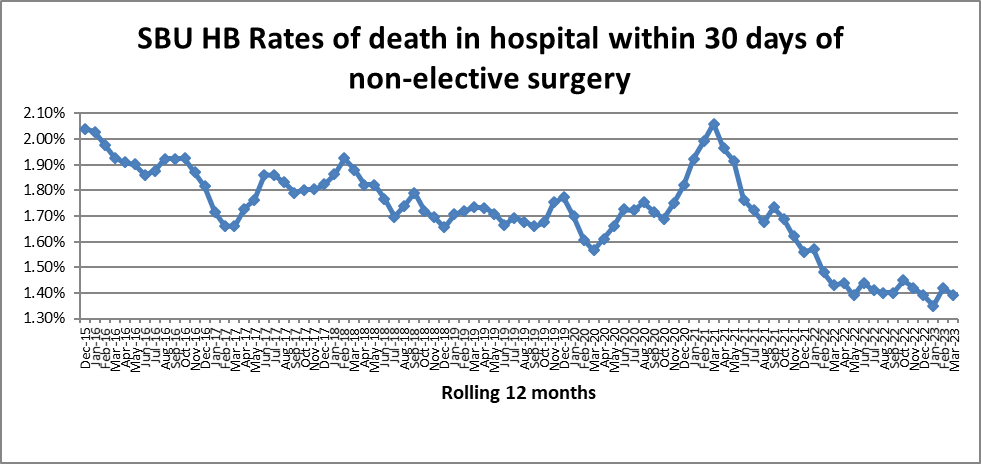 SBU HB Rates of death in hospital within 30 days of
non-elective surgery
2.10%
2.00%
1.90%
1.80%
1.70%
1.60%
1.50%
1.40%
1.30%
Dec-15
Jan-16
Feb-16
Mar-16
Apr-16
May-16
Jun-16
Jul-16
Aug-16
Sep-16
Oct-16
Nov-16
Dec-16
Jan-17
Feb-17
Mar-17
Apr-17
May-17
Jun-17
Jul-17
Aug-17
Sep-17
Oct-17
Nov-17
Dec-17
Jan-18
Feb-18
Mar-18
Apr-18
May-18
Jun-18
Jul-18
Aug-18
Sep-18
Oct-18
Nov-18
Dec-18
Jan-19
Feb-19
Mar-19
Apr-19
May-19
Jun-19
Jul-19
Aug-19
Sep-19
Oct-19
Nov-19
Dec-19
Jan-20
Feb-20
Mar-20
Apr-20
May-20
Jun-20
Jul-20
Aug-20
Sep-20
Oct-20
Nov-20
Dec-20
Jan-21
Feb-21
Mar-21
Apr-21
May-21
Jun-21
Jul-21
Aug-21
Sep-21
Oct-21
Nov-21
Dec-21
Jan-22
Feb-22
Mar-22
Apr-22
May-22
Jun-22
Jul-22
Aug-22
Sep-22
Oct-22
Nov-22
Dec-22
Jan-23
Feb-23
Mar-23
Rolling 12 months